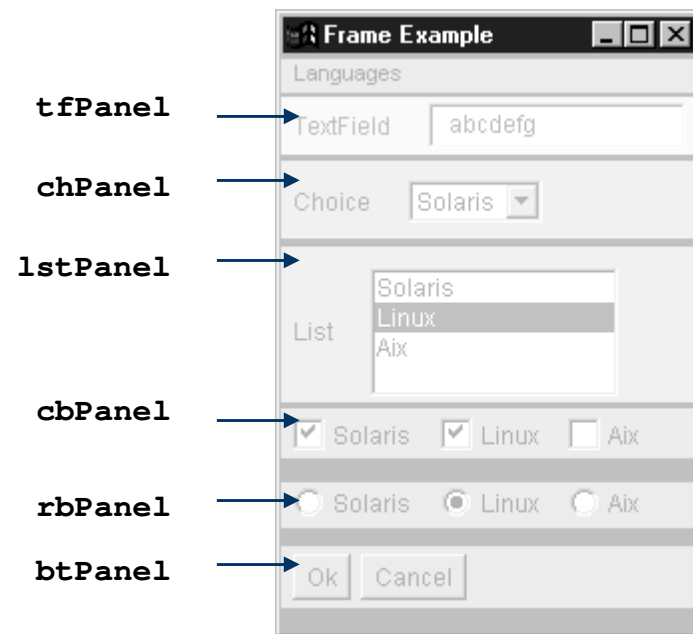 Frame Example
Languages
tfPanel
TextField abcdefg
chPanel
Choice Solaris
lstPanel
Solaris
List Linux
Aix
cbPanel
Solaris Linux Aix
rbPanel
Solaris Linux Aix
btPanel
Ok Cancel